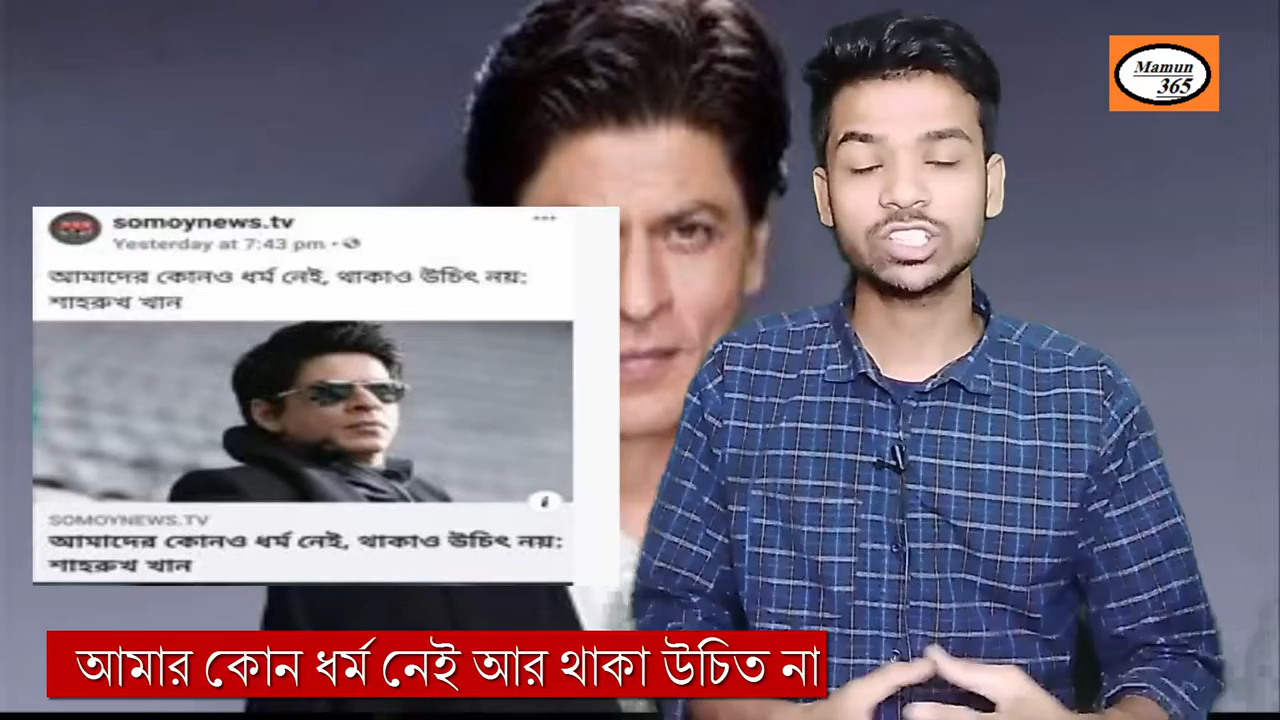 Mamun
365
somoynews.tv
Yesterday at 7:43 pm
আমাদের কোনও ধর্ম নেই, থাকাও উচিৎ নয়:
শাহরুখ খান
SOMOYNEWS.TV
আমাদের কোনও ধর্ম নেই, থাকাও উচিৎ নয়:
শাহরুখ খান
আমার কোন ধর্ম নেই আর থাকা উচিত না